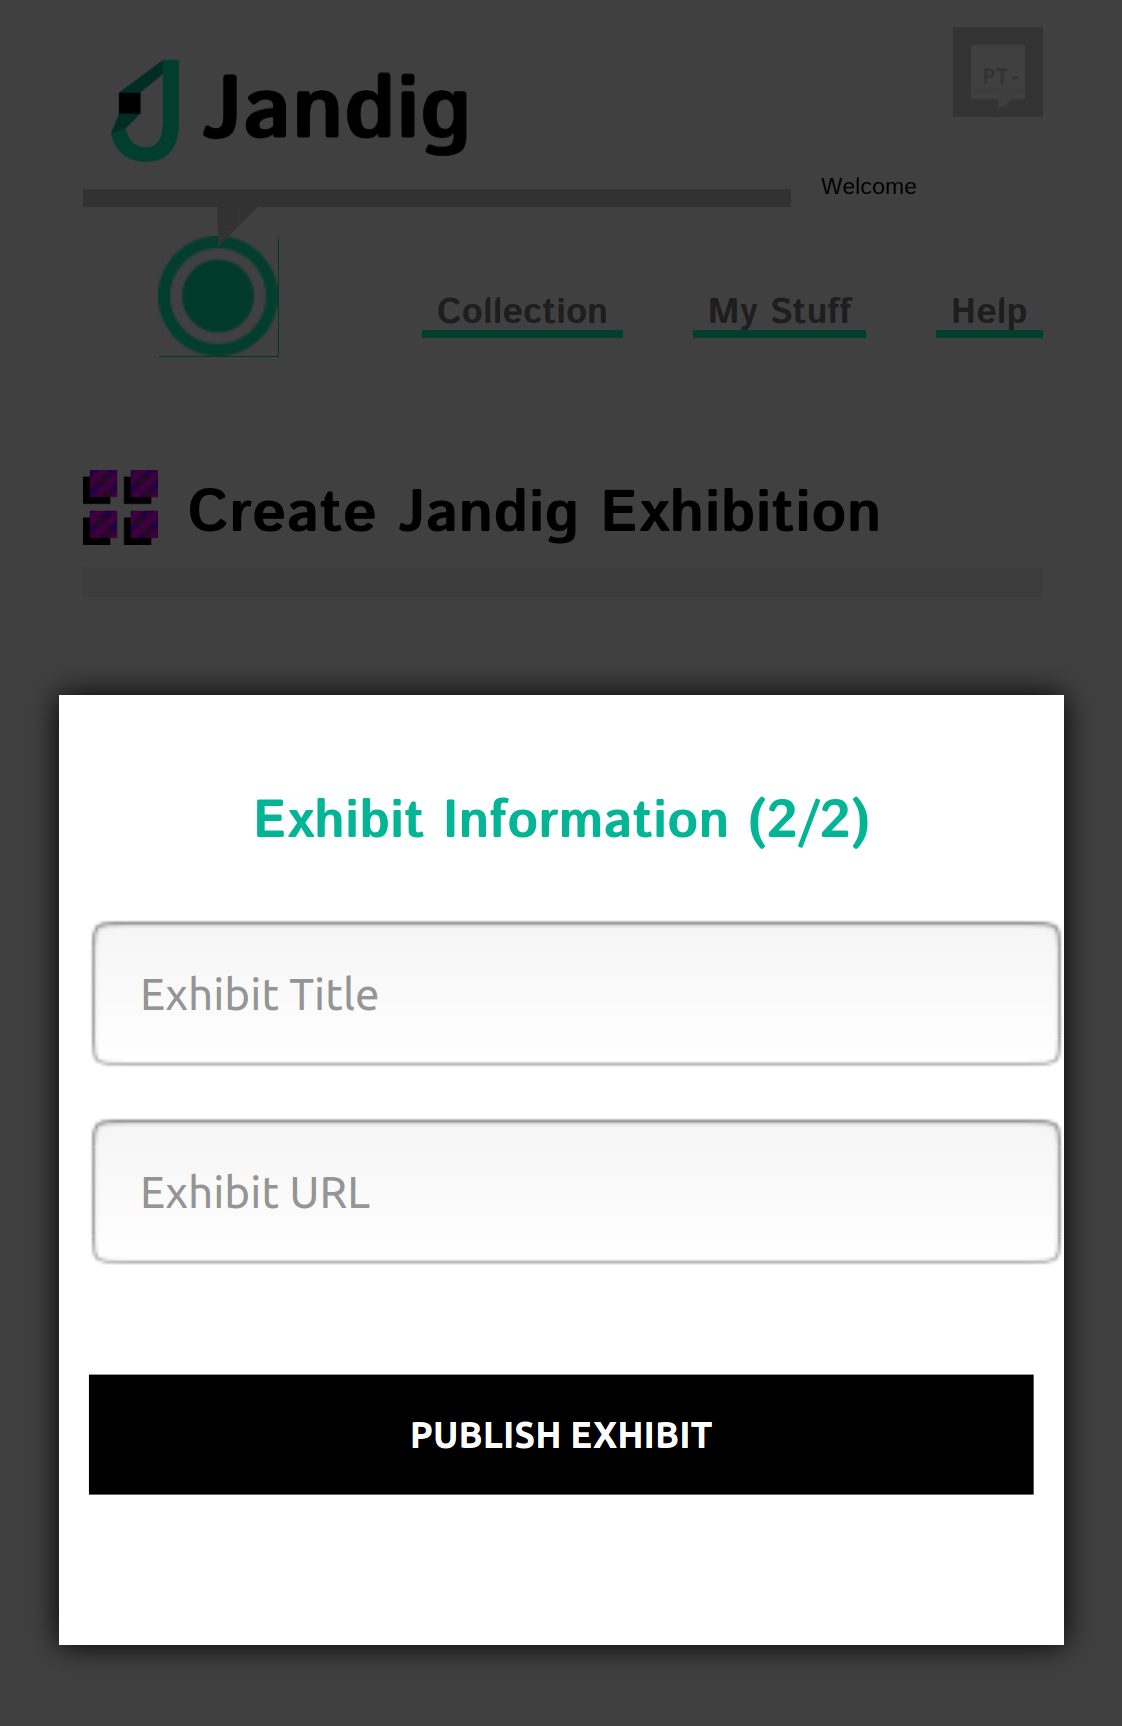 Jandig
PT-
Welcome
Collection My Stuff Help
Create Jandig Exhibition
Exhibit Information (2/2)
Exhibit Title
Exhibit URL
PUBLISH EXHIBIT